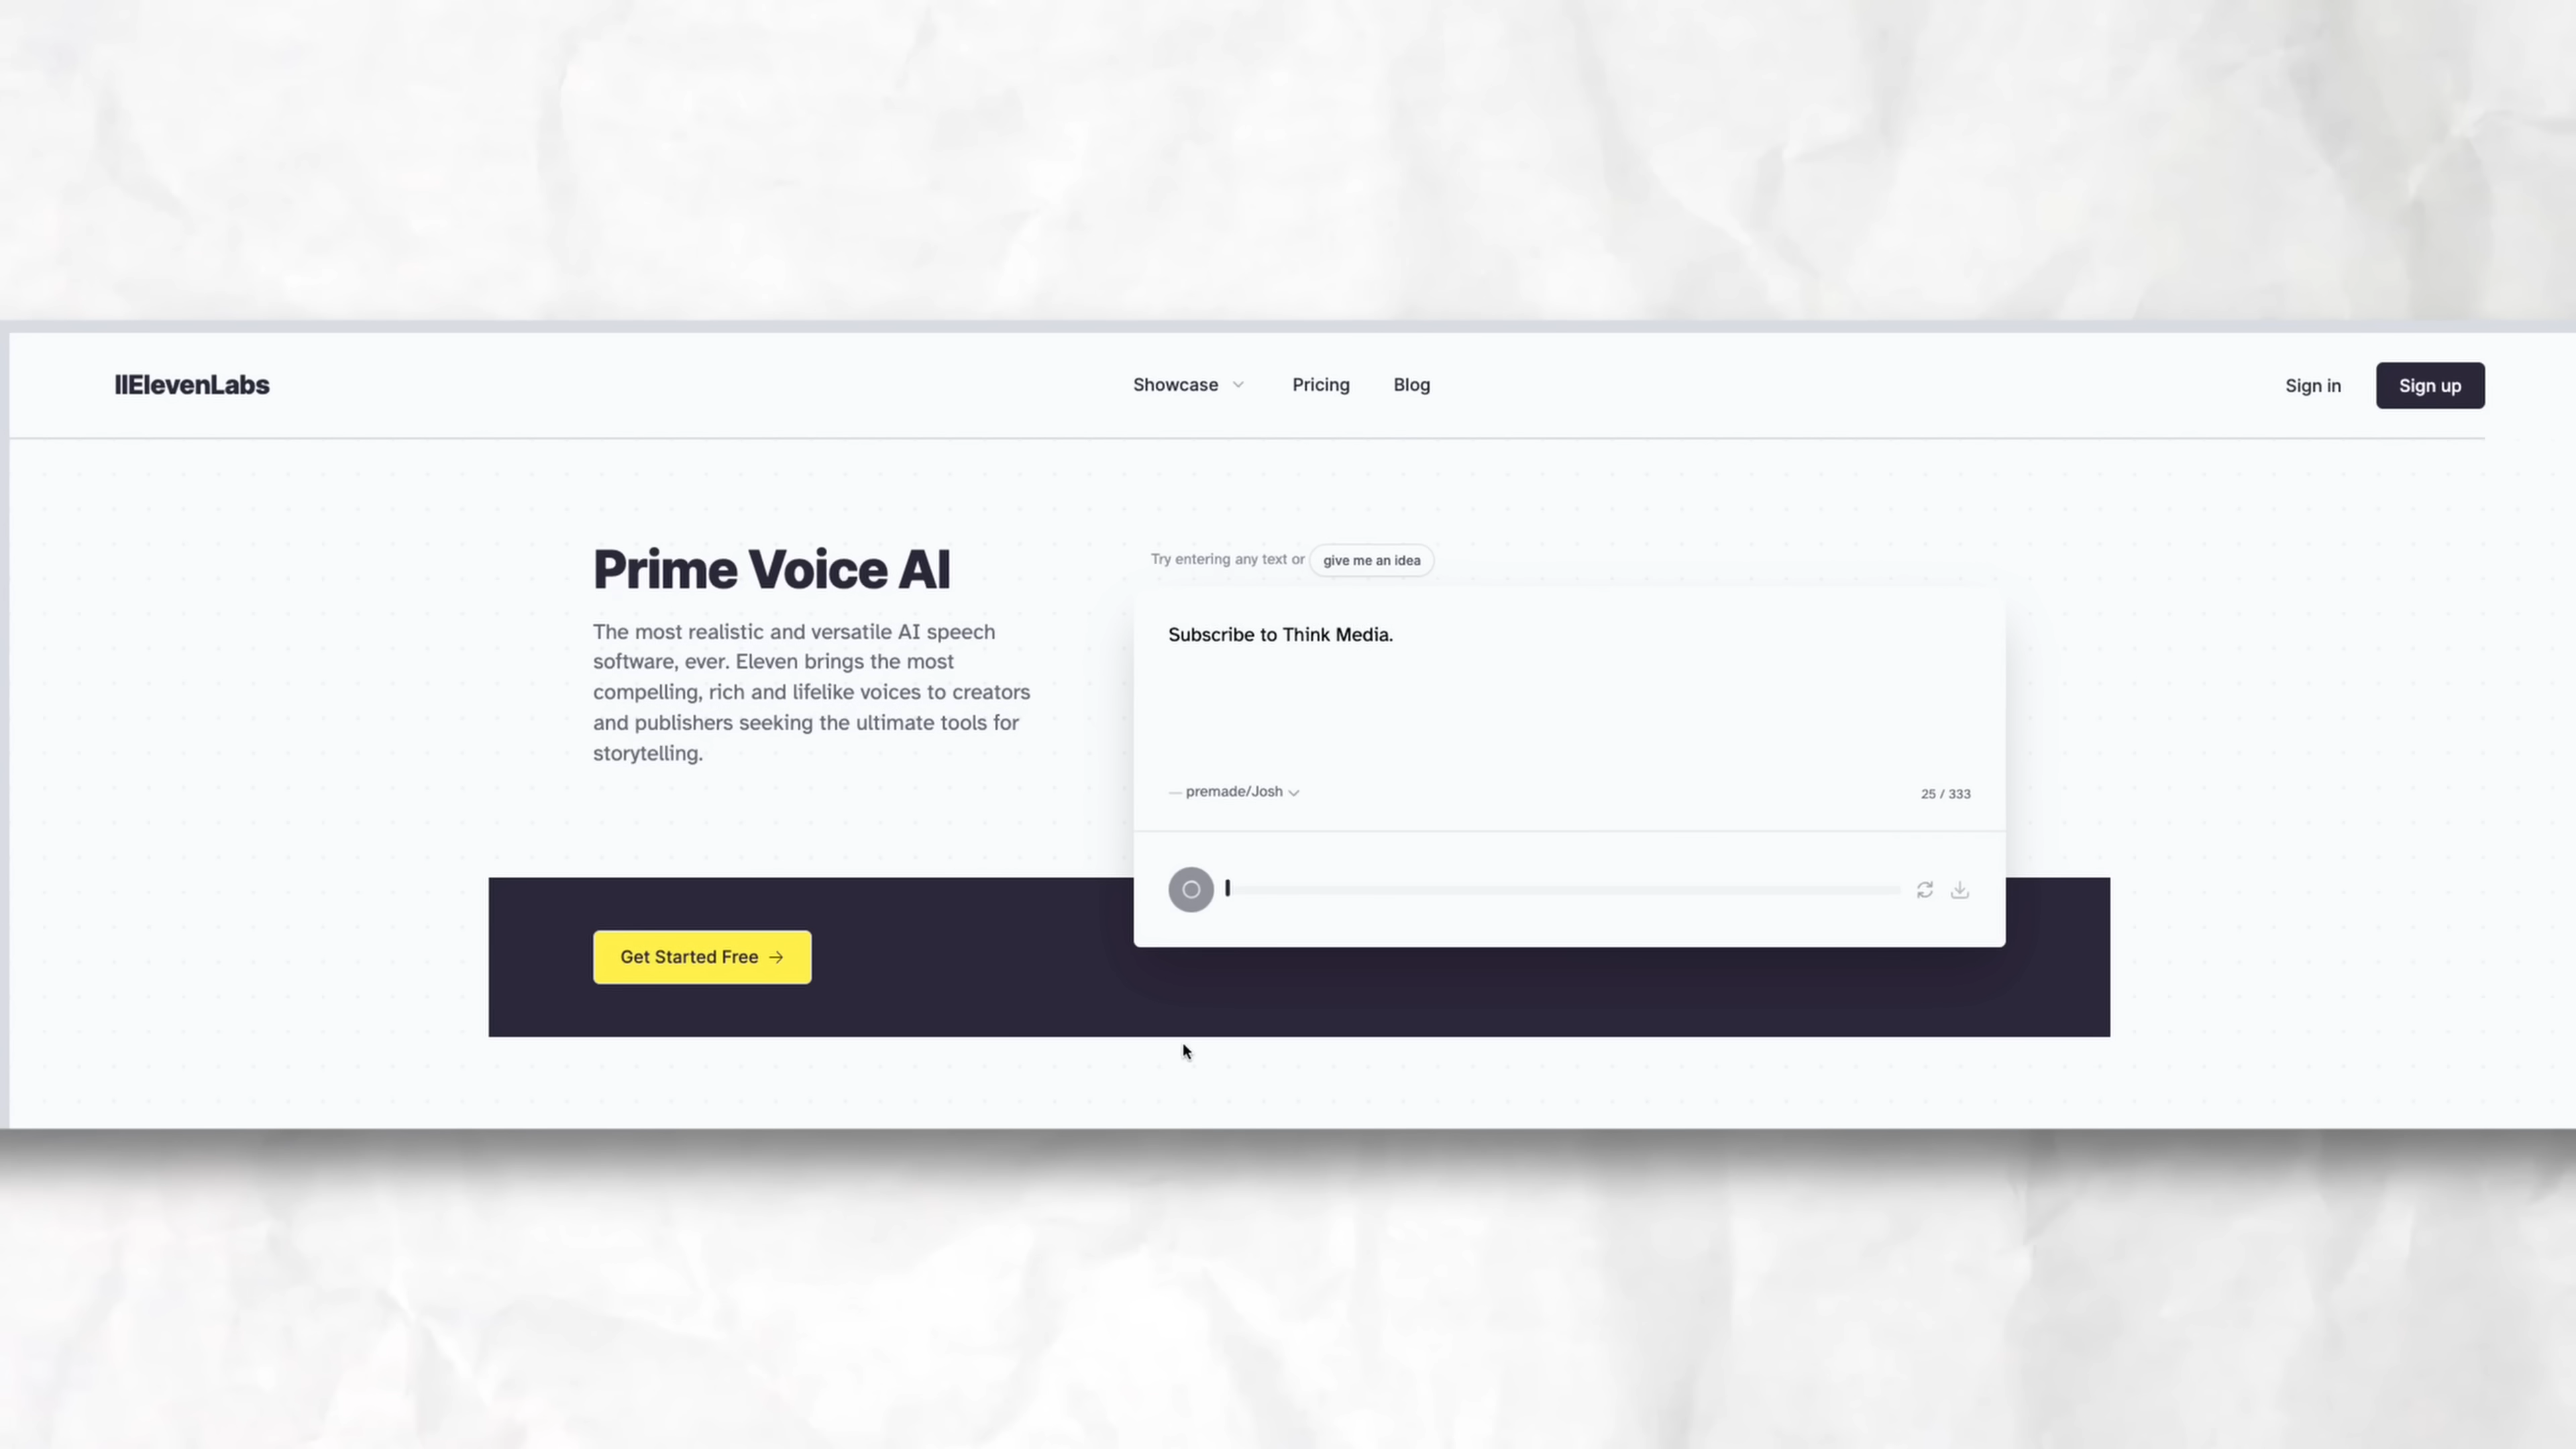 IIElevenLabs
Showcase
Pricing
Blog
Sign in
Sign up
Prime Voice AI
The most realistic and versatile AI speech
software, ever. Eleven brings the most
compelling, rich and lifelike voices to creators
and publishers seeking the ultimate tools for
storytelling.
Get Started Free →
Try entering any text or give me an idea
Subscribe to Think Media.
— premade/Josh
25 / 333